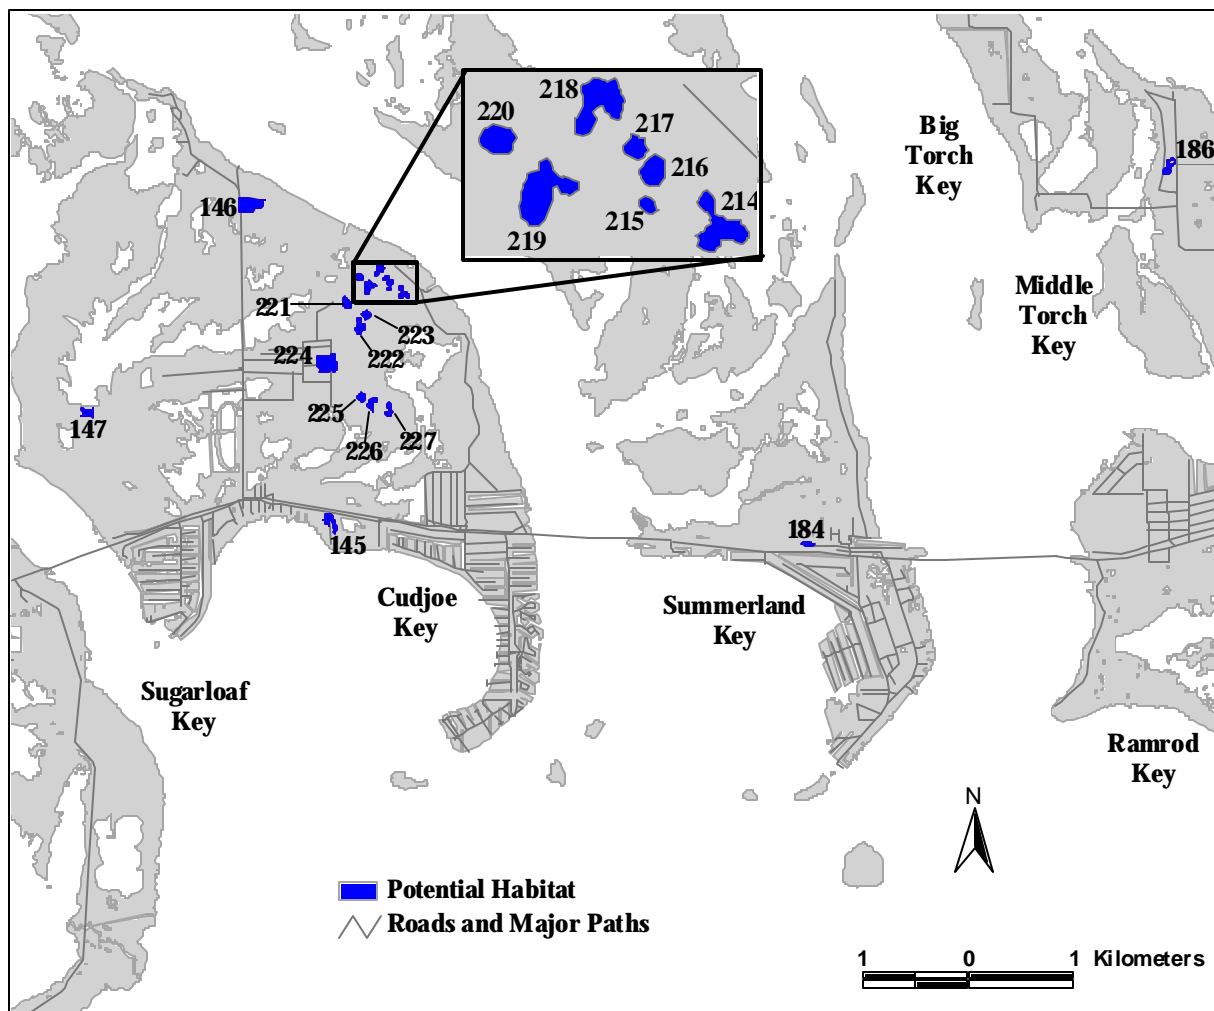 218
220
217
216
214
215
219
Big
Torch
Key
186
146
221
223
222
224
Middle
Torch
Key
225
226
227
147
145
184
Cudjoe
Key
Summerland
Key
Sugarloaf
Key
Ramrod
Key
N
Potential Habitat
Roads and Major Paths
1 0 1 Kilometers